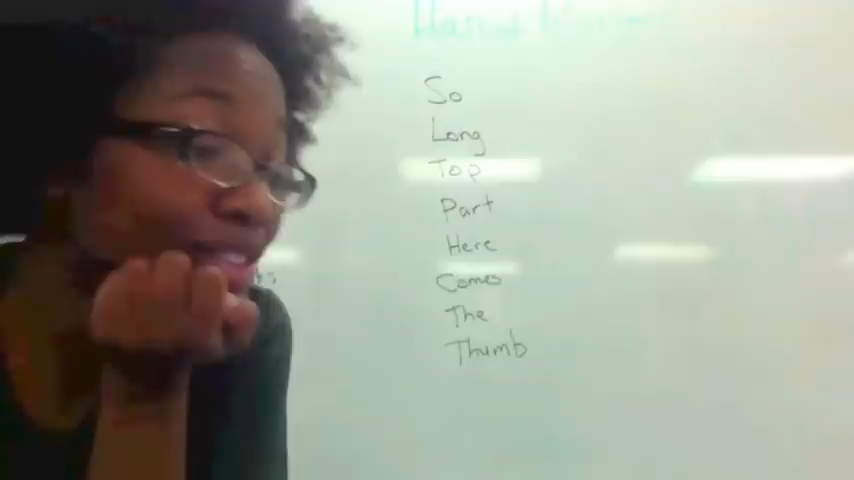 So
Long
Top
Part
Here
Comes
The
Thumb